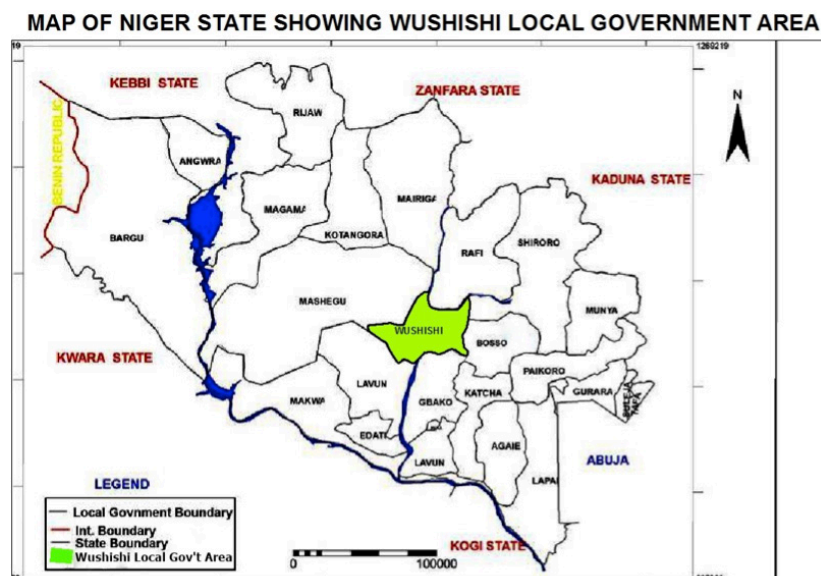 MAP OF NIGER STATE SHOWING WUSHISHI LOCAL GOVERNMENT AREA
19
1269219
KEBBI STATE
ZANFARA STATE
N
RIJAW
BENIN REPUBLIC
ANGWRA
KADUNA STATE
MAGAMA
MAIRIGA
BARGU
KOTANGORA
RAFI
SHIRORO
MASHEGU
MUNYA
WUSHISHI
BOSSO
KWARA STATE
PAIKORO
LAVUN
GURARA
MAKWA
GBAKO
KATCHA
TAFA
EDATI
AGAIE
LAVUN
ABUJA
LAPAI
LEGEND
Local Govnment Boundary
Int. Boundary
State Boundary
Wushishi Local Gov't Area
KOGI STATE
0
100000